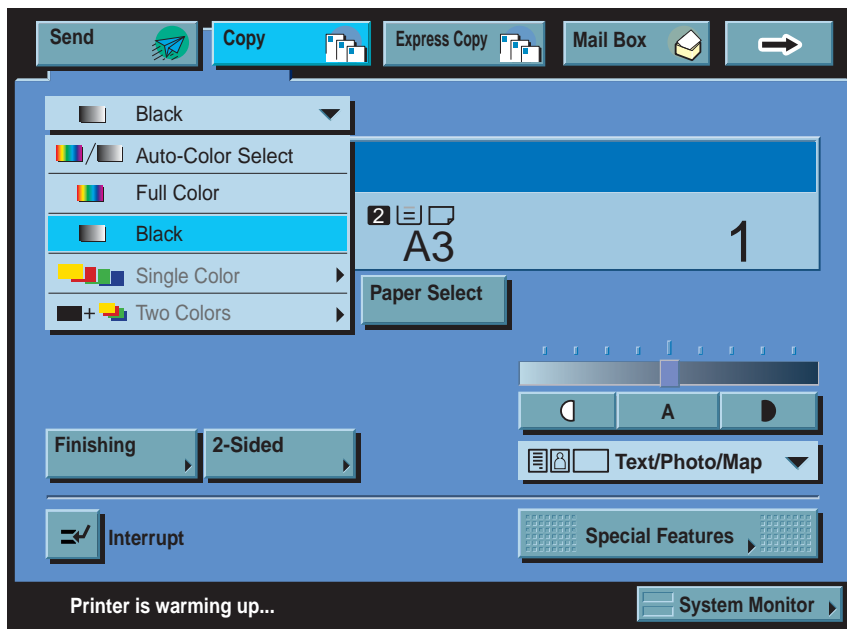 Send
Copy
Express Copy
Mail Box
Black
Auto-Color Select
Full Color
Black
Single Color
Two Colors
2
A3
1
Paper Select
A
Text/Photo/Map
Finishing
2-Sided
Interrupt
Special Features
Printer is warming up...
System Monitor